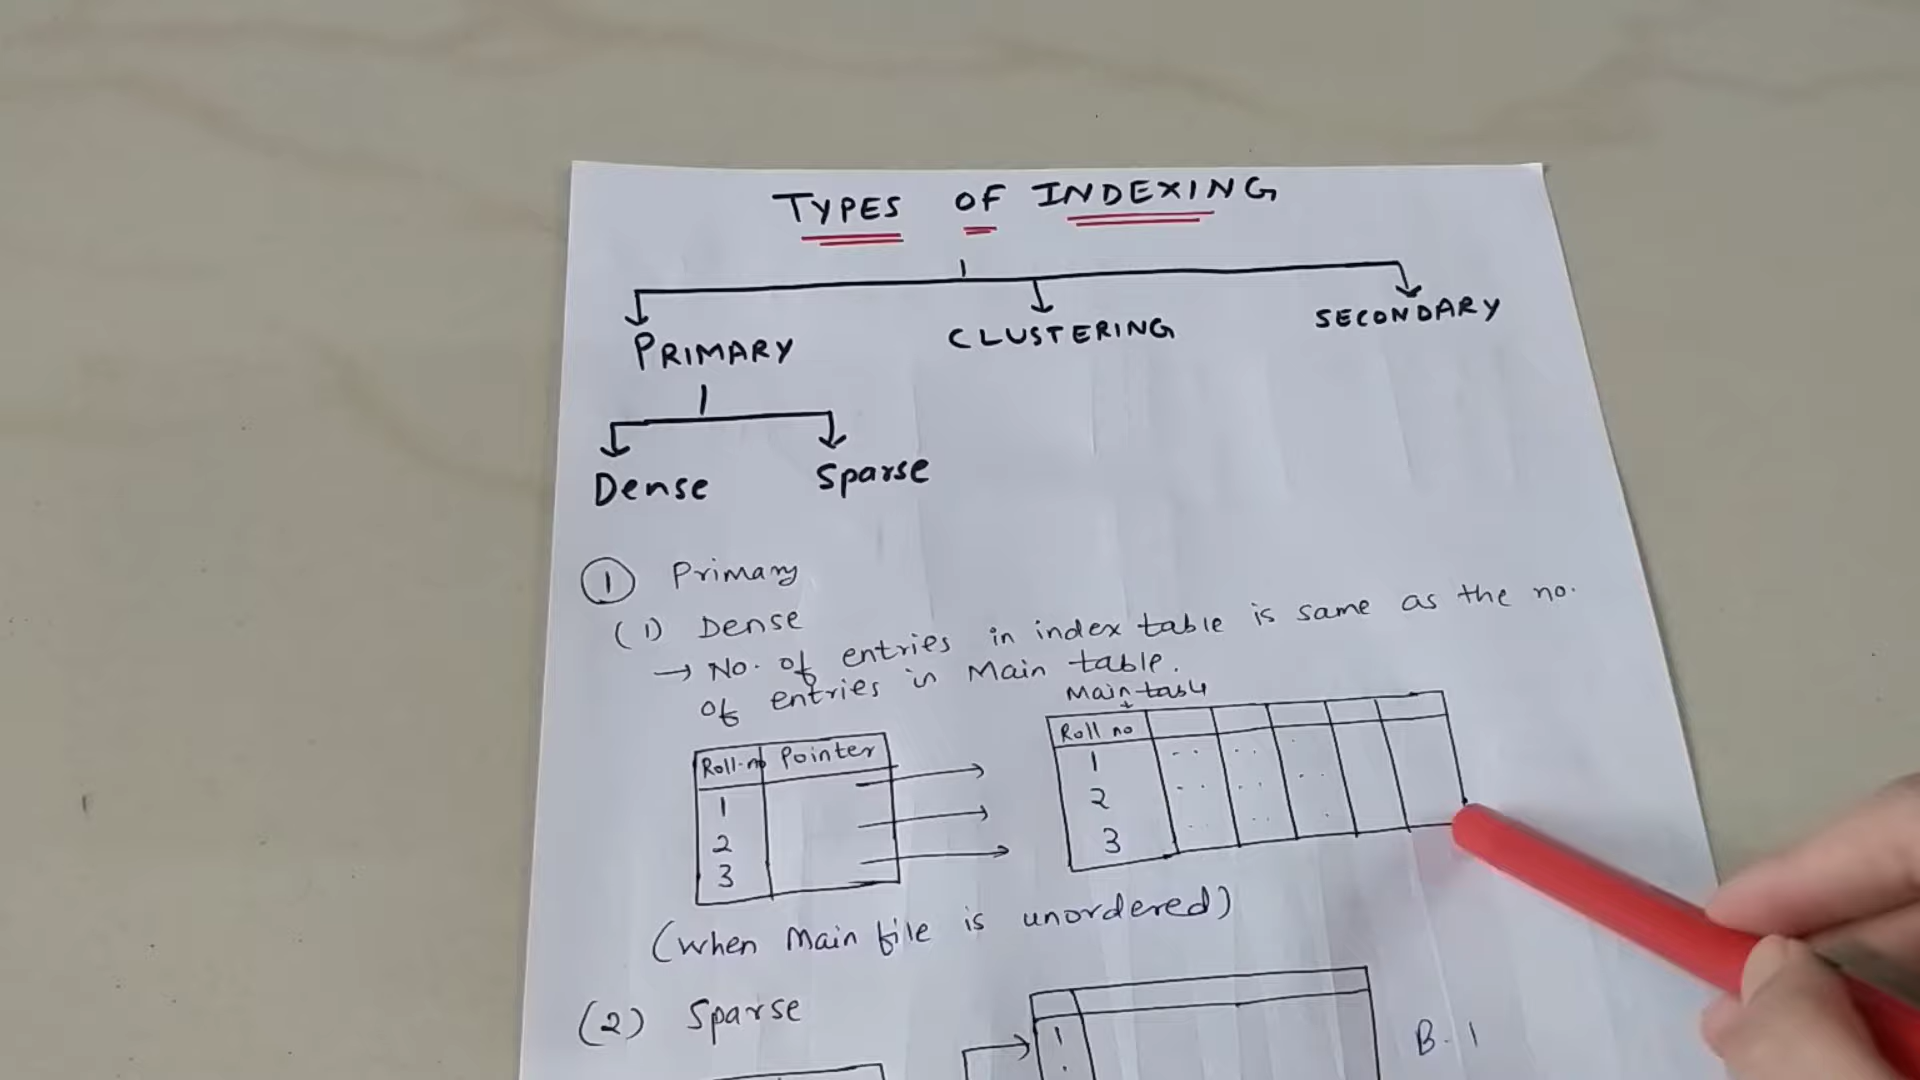 TYPES OF INDEXING
PRIMARY CLUSTERING SECONDARY
Dense Sparse
1 Primary
(1) Dense
→ No. of entries in index table is same as the no.
of entries in Main table.
Main table
Roll-no Pointer
1
2
3
Roll no
1
2
3
(when Main file is unordered)
(2) Sparse
1
B.1